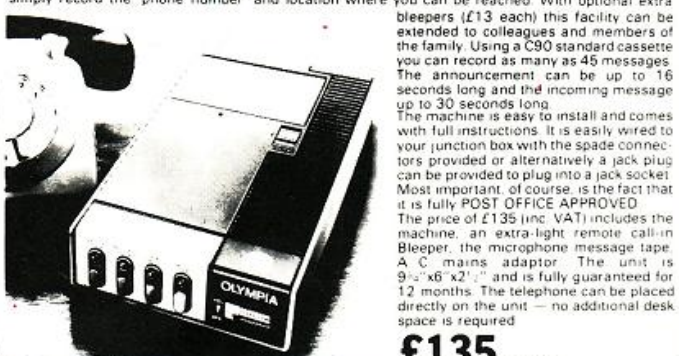 simply record the 'phone number and location where you can be reached. With optional extra
bleepers (£13 each) this facility can be
extended to colleagues and members of
the family. Using a C90 standard cassette
you can record as many as 45 messages
The announcement can be up to 16
seconds long and the incoming message
up to 30 seconds long
The machine is easy to install and comes
with full instructions. It is easily wired to
your junction box with the spade connec-
tors provided or alternatively a jack plug
can be provided to plug into a jack socket
Most important, of course, is the fact that
it is fully POST OFFICE APPROVED
The price of £135 (inc. VAT) includes the
machine, an extra-light remote call-in
Bleeper, the microphone message tape,
A C mains adaptor The unit is
x6"x2½" and is fully guaranteed for
12 months. The telephone can be placed
directly on the unit — no additional desk
space is required
OLYMPIA
£135